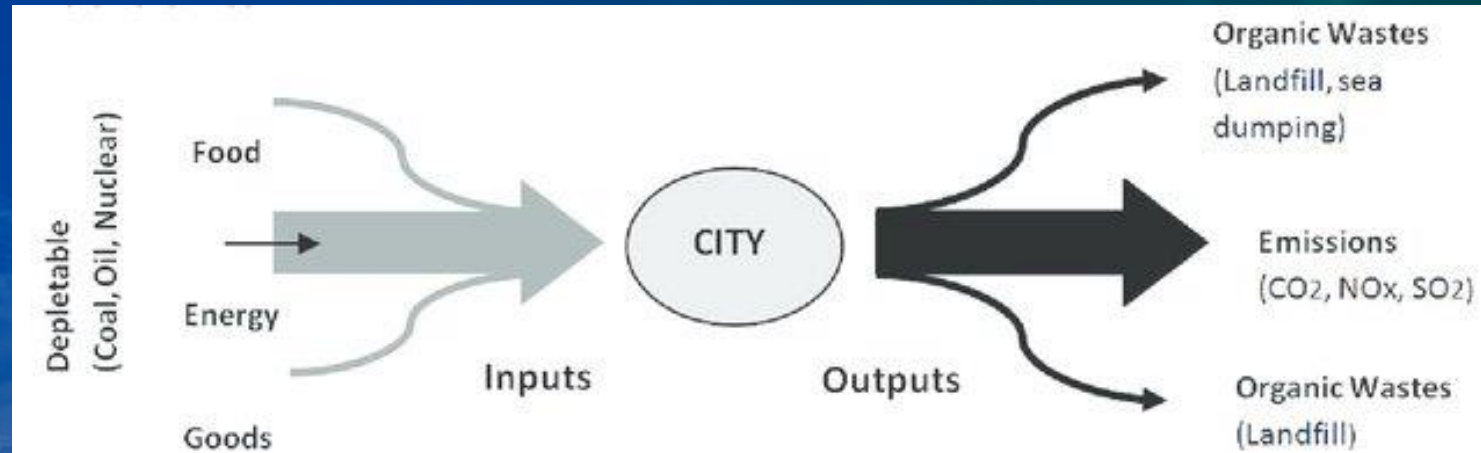 Depletable
(Coal, Oil, Nuclear)
Food
Energy
Goods
Inputs
CITY
Outputs
Organic Wastes
(Landfill, sea
dumping)
Emissions
(CO2, NOx, SO2)
Organic Wastes
(Landfill)